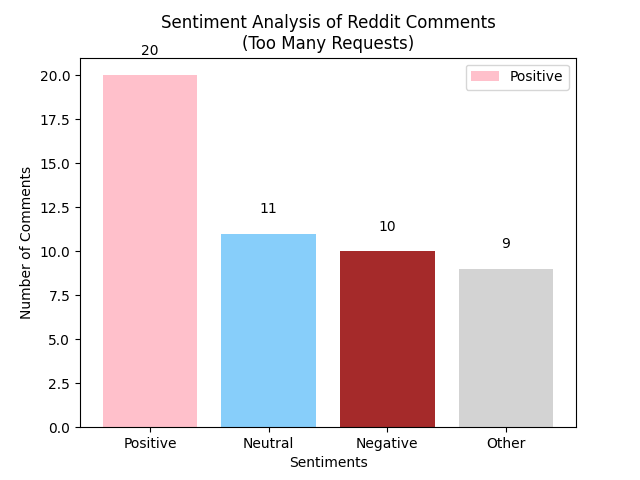 Sentiment Analysis of Reddit Comments
(Too Many Requests)
20
Positive
11
10
9
20.0
17.5
15.0
12.5
10.0
7.5
5.0
2.5
0.0
Number of Comments
Positive
Neutral
Negative
Other
Sentiments